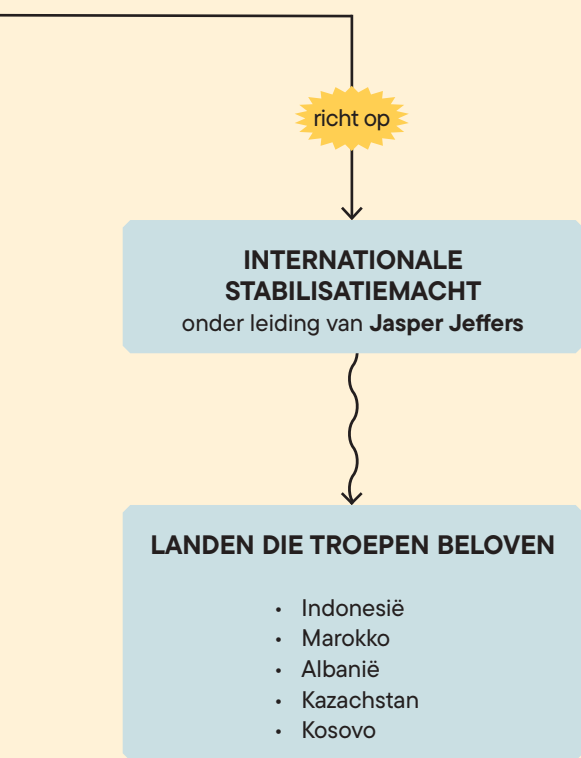 richt op
INTERNATIONALE
STABILISATIEMACHT
onder leiding van Jasper Jeffers
LANDEN DIE TROEPEN BELOVEN
• Indonesië
• Marokko
• Albanië
• Kazachstan
• Kosovo